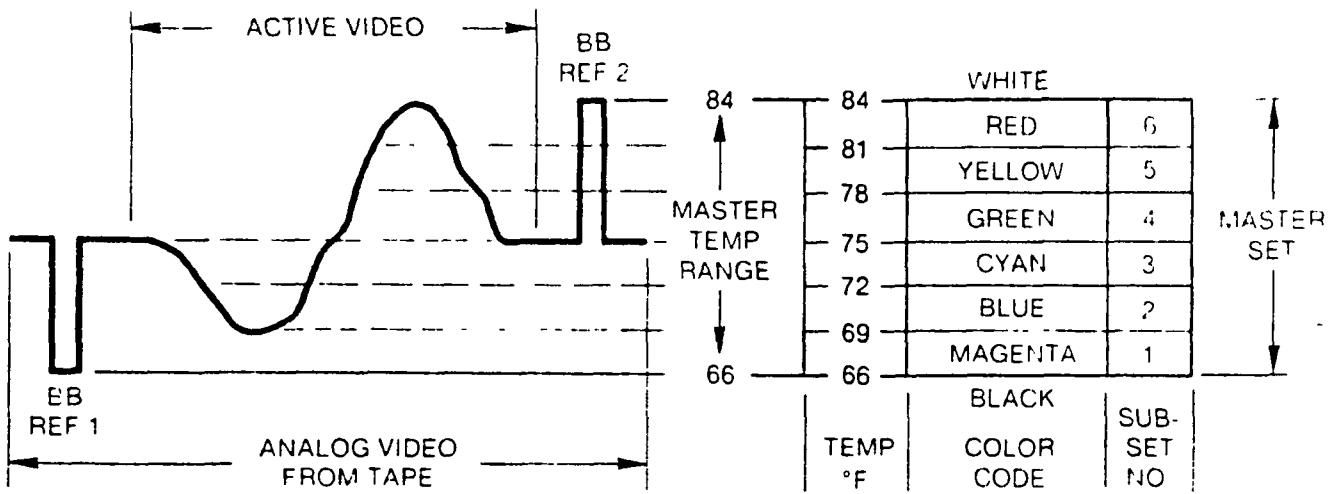 ACTIVE VIDEO
BB
REF 2
WHITE
84
84
RED
6
81
YELLOW
5
78
MASTER
TEMP
RANGE
GREEN
4
MASTER
SET
75
CYAN
3
72
BLUE
2
69
MAGENTA
1
66
66
BB
REF 1
BLACK
ANALOG VIDEO
FROM TAPE
TEMP
°F
COLOR
CODE
SUB-
SET
NO